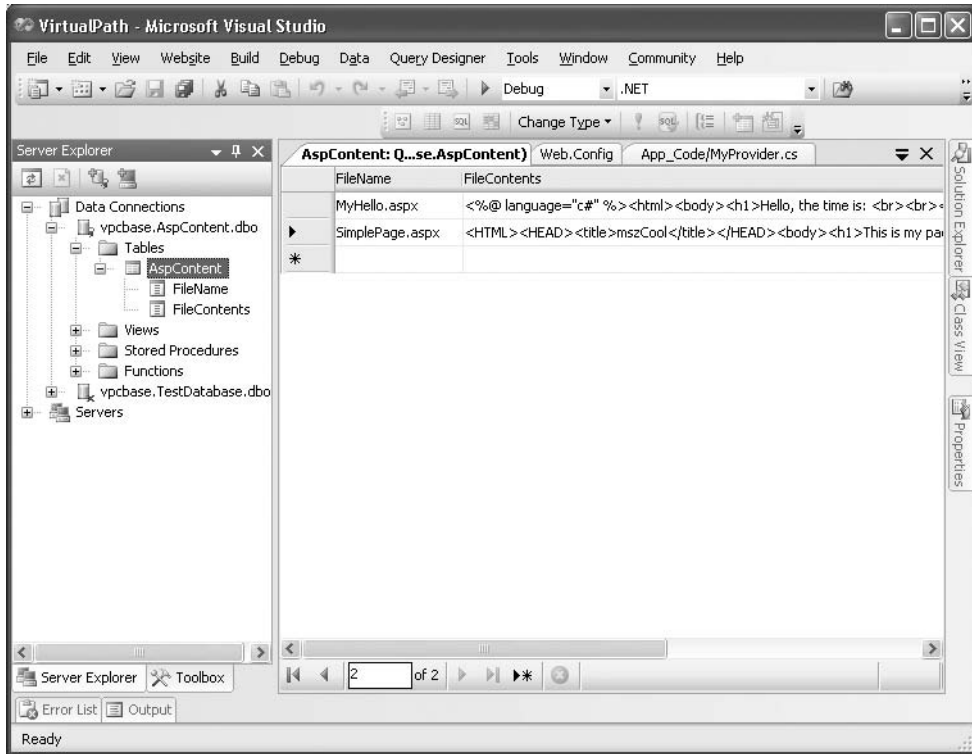 VirtualPath - Microsoft Visual Studio
File Edit View Website Build Debug Data Query Designer Tools Window Community Help
Debug .NET
SQL Change Type SQL
Server Explorer
AspContent: Q...se.AspContent) Web.Config App_Code/MyProvider.cs
FileName FileContents
MyHello.aspx <%@ language="c#" %><html><body><h1>Hello, the time is: <br><br><
SimplePage.aspx <HTML><HEAD><title>mszCool</title></HEAD><body><h1>This is my pa
Data Connections
vpcbase.AspContent.dbo
Tables
AspContent
FileName
FileContents
Views
Stored Procedures
Functions
vpcbase.TestDatabase.dbo
Servers
Solution Explorer
Class View
Properties
2 of 2
Server Explorer Toolbox
Error List Output
Ready